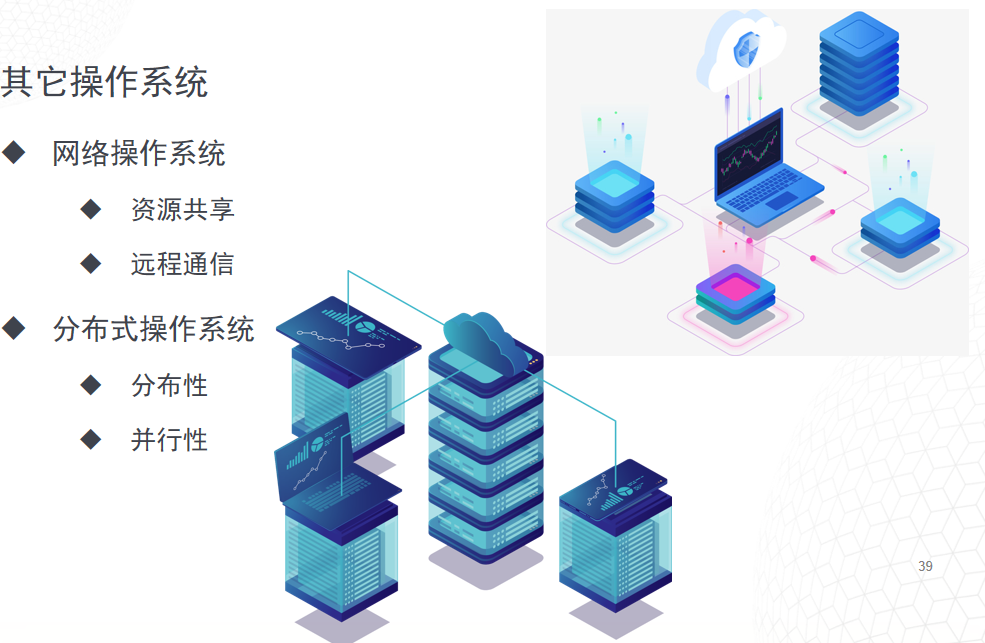 其它操作系统
网络操作系统
资源共享
远程通信
分布式操作系统
分布性
并行性
39